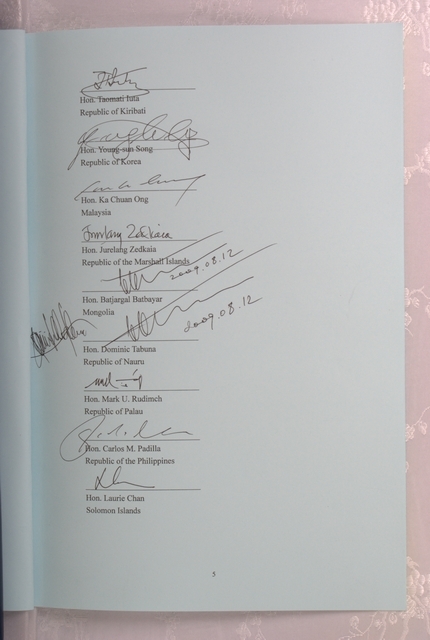 Hon. Taomati Iuta
Republic of Kiribati
Hon. Young-sun Song
Republic of Korea
Hon. Ka Chuan Ong
Malaysia
Jurelang Zedkaia
Hon. Jurelang Zedkaia
Republic of the Marshall Islands
2009.08.12
Hon. Batjargal Batbayar
Mongolia
2009.08.12
Hon. Dominic Tabuna
Republic of Nauru
Hon. Mark U. Rudimch
Republic of Palau
Hon. Carlos M. Padilla
Republic of the Philippines
Hon. Laurie Chan
Solomon Islands
5